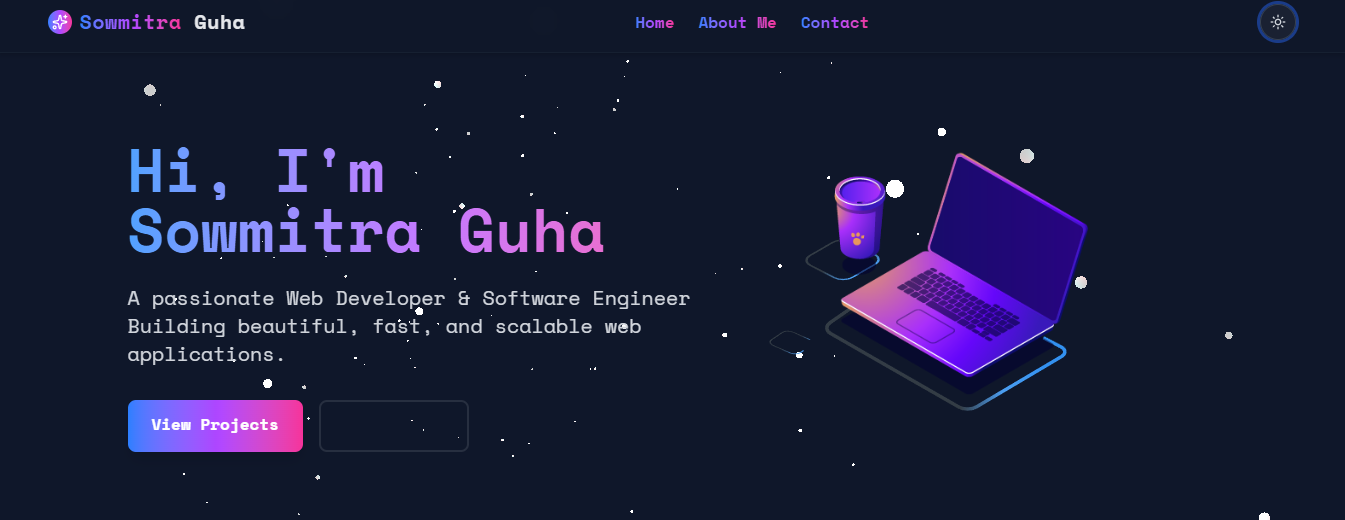 Sowmitra Guha
Home About Me Contact
Hi, I'm
Sowmitra Guha
A passionate Web Developer & Software Engineer
Building beautiful, fast, and scalable web
applications.
View Projects